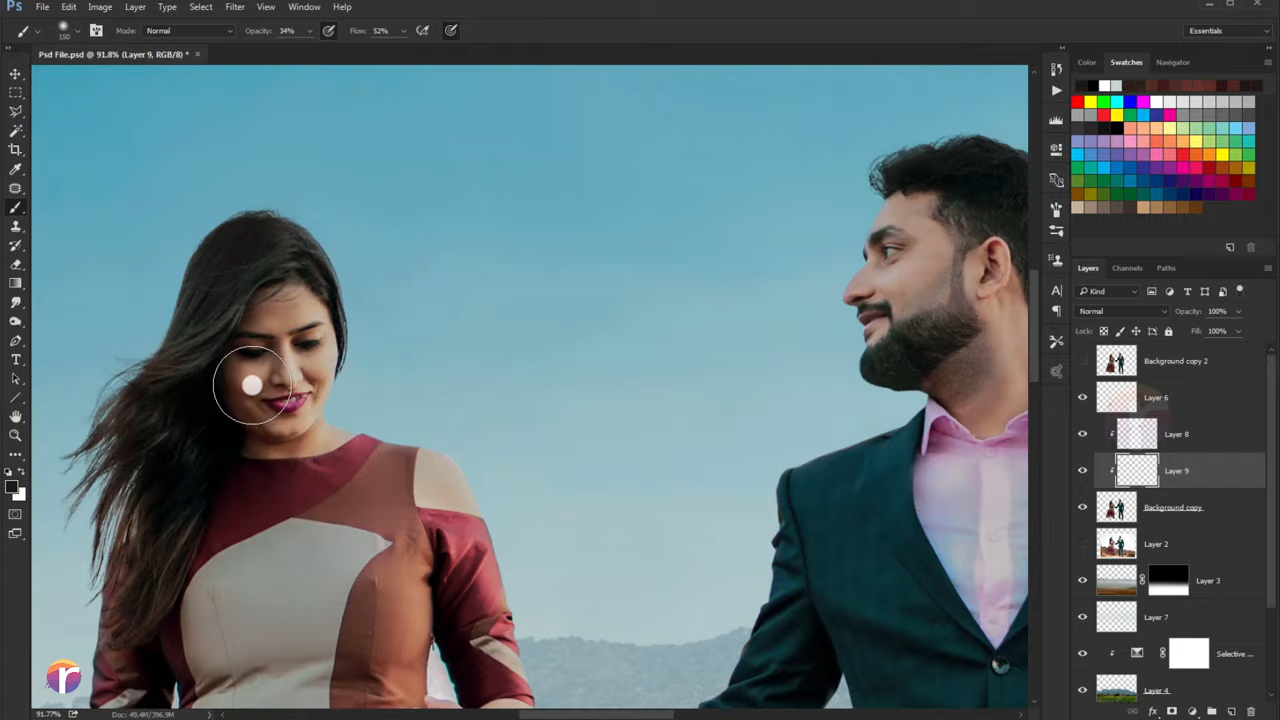 Ps File Edit Image Layer Type Select Filter View Window Help
150 Mode: Normal Opacity: 34% Flow: 52% Essentials
Psd File.psd @ 91.8% (Layer 9, RGB/8) * ×
Color Swatches Navigator
Layers Channels Paths
Kind
Normal Opacity: 100%
Lock: Fill: 100%
Background copy 2
Layer 6
Layer 8
Layer 9
Background copy
Layer 2
Layer 3
Layer 7
Selective ...
Layer 4
91.77% Doc: 49.4M/396.9M